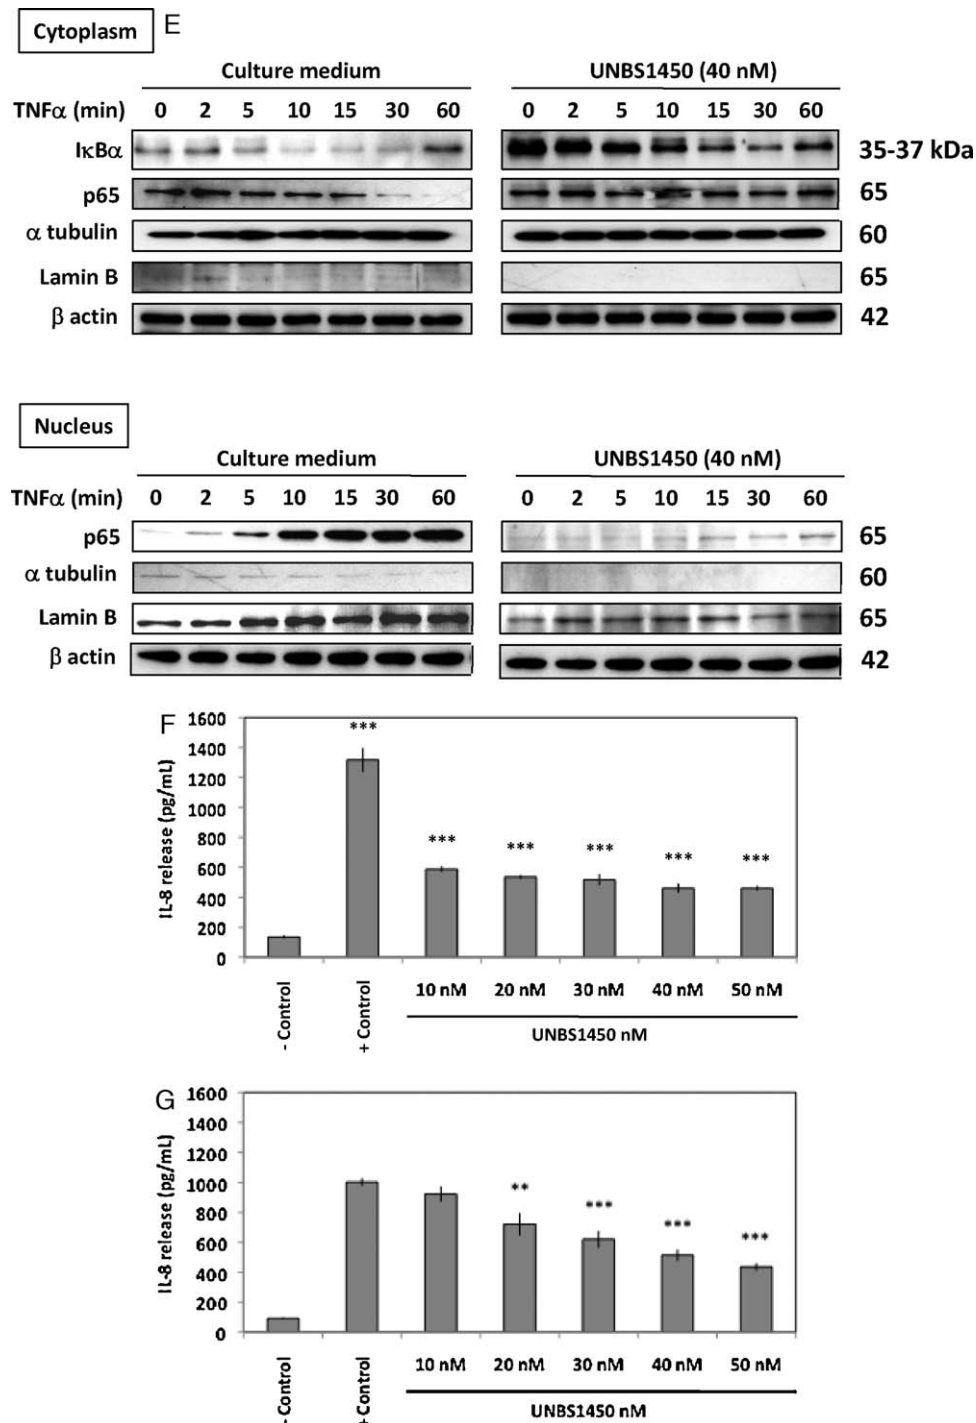 Cytoplasm E
Culture medium UNBS1450 (40 nM)
TNFα (min) 0 2 5 10 15 30 60 0 2 5 10 15 30 60
IκBα 35-37 kDa
p65 65
α tubulin 60
Lamin B 65
β actin 42
Nucleus
Culture medium UNBS1450 (40 nM)
TNFα (min) 0 2 5 10 15 30 60 0 2 5 10 15 30 60
p65 65
α tubulin 60
Lamin B 65
β actin 42
F
IL-8 release (pg/mL)
1600
1400
1200
1000
800
600
400
200
0
*** *** *** *** *** ***
- Control + Control 10 nM 20 nM 30 nM 40 nM 50 nM
UNBS1450 nM
G
IL-8 release (pg/mL)
1600
1400
1200
1000
800
600
400
200
0
** *** *** ***
- Control + Control 10 nM 20 nM 30 nM 40 nM 50 nM
UNBS1450 nM